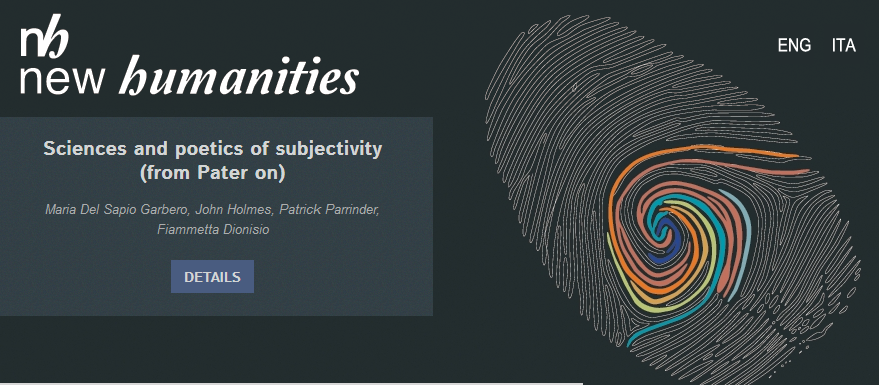 nh
new humanities
ENG ITA
Sciences and poetics of subjectivity
(from Pater on)
Maria Del Sapio Garbero, John Holmes, Patrick Parrinder,
Fiammetta Dionisio
DETAILS